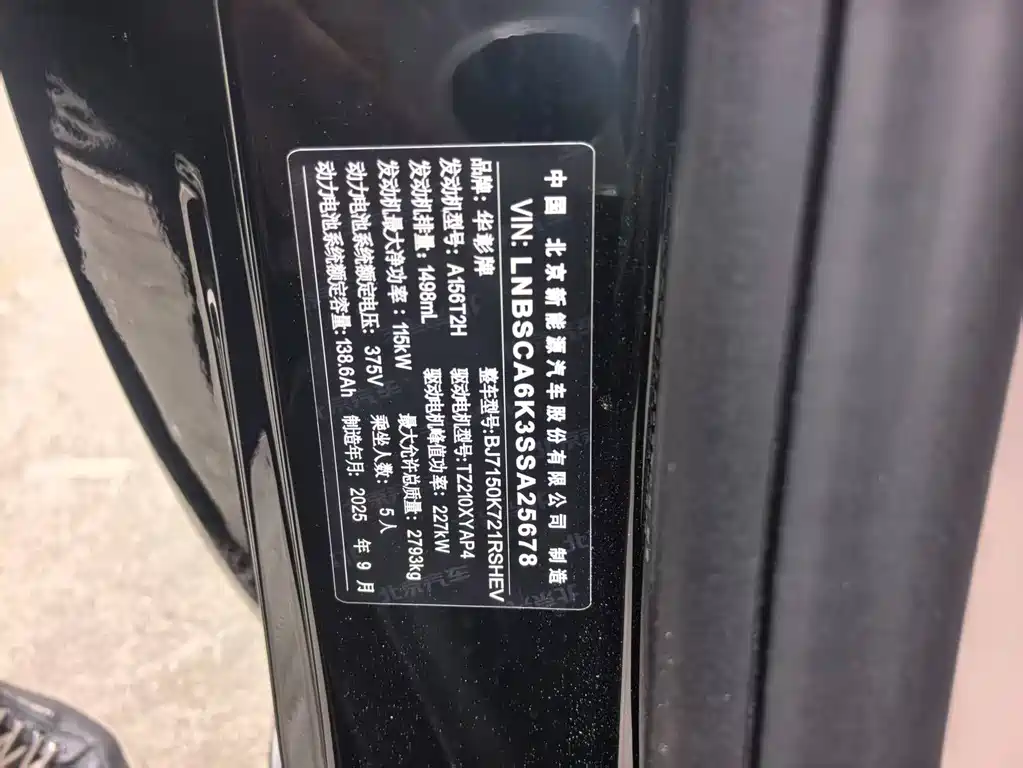 中国 北京新能源汽车股份有限公司 制造
VIN: LNBSCA6K3SSA25678
品牌: 华彰牌 整车型号: BJ7150K721RSHEV
发动机型号: A156T2H 驱动电机型号: TZ210XYAP4
发动机排量: 1498mL 驱动电机峰值功率: 227kW
发动机最大净功率: 115kW 最大允许总质量: 2793kg
动力电池系统额定电压: 375V 乘坐人数: 5人
动力电池系统额定容量: 138.6Ah 制造年月: 2025 年 9 月
北京汽车